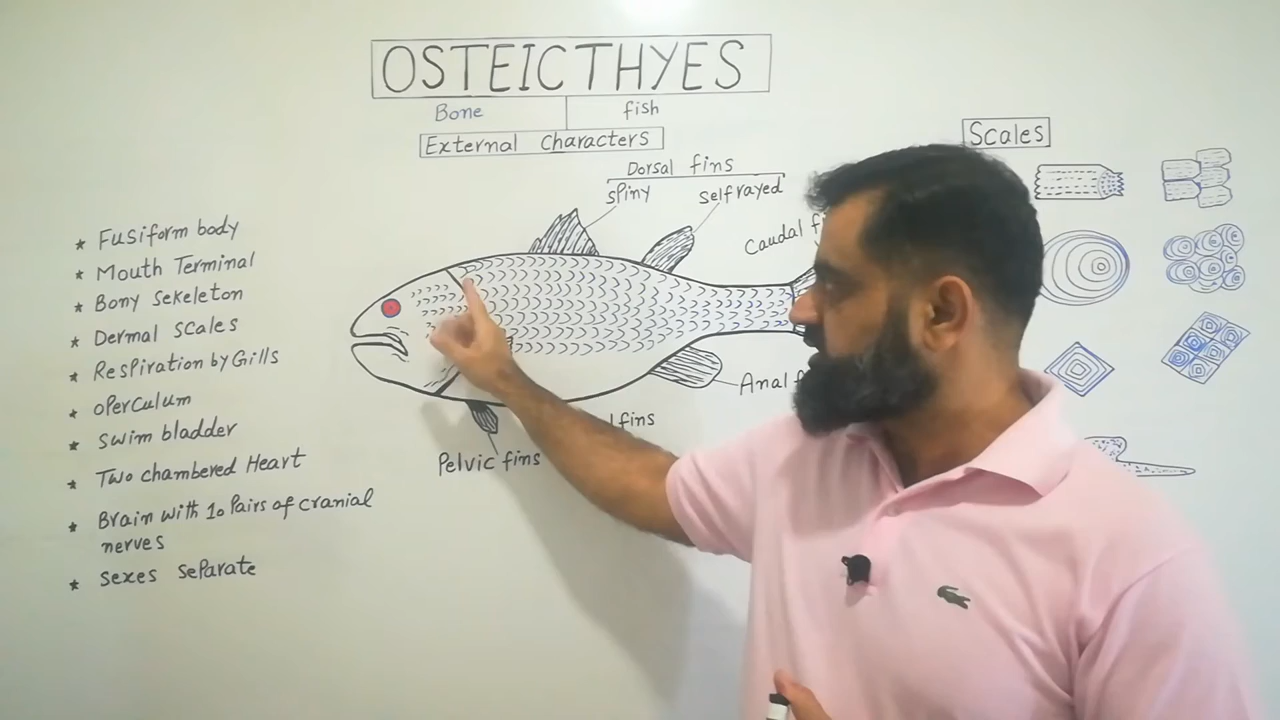 OSTEICTHYES
Bone fish
External Characters
Scales
Dorsal fins
spiny selfrayed
Caudal
Anal
fins
Pelvic fins
* Fusiform body
* Mouth Terminal
* Bony Sekeleton
* Dermal Scales
* Respiration by Gills
* operculum
* swim bladder
* Two chambered Heart
* Brain with 10 Pairs of cranial
nerves
* sexes separate